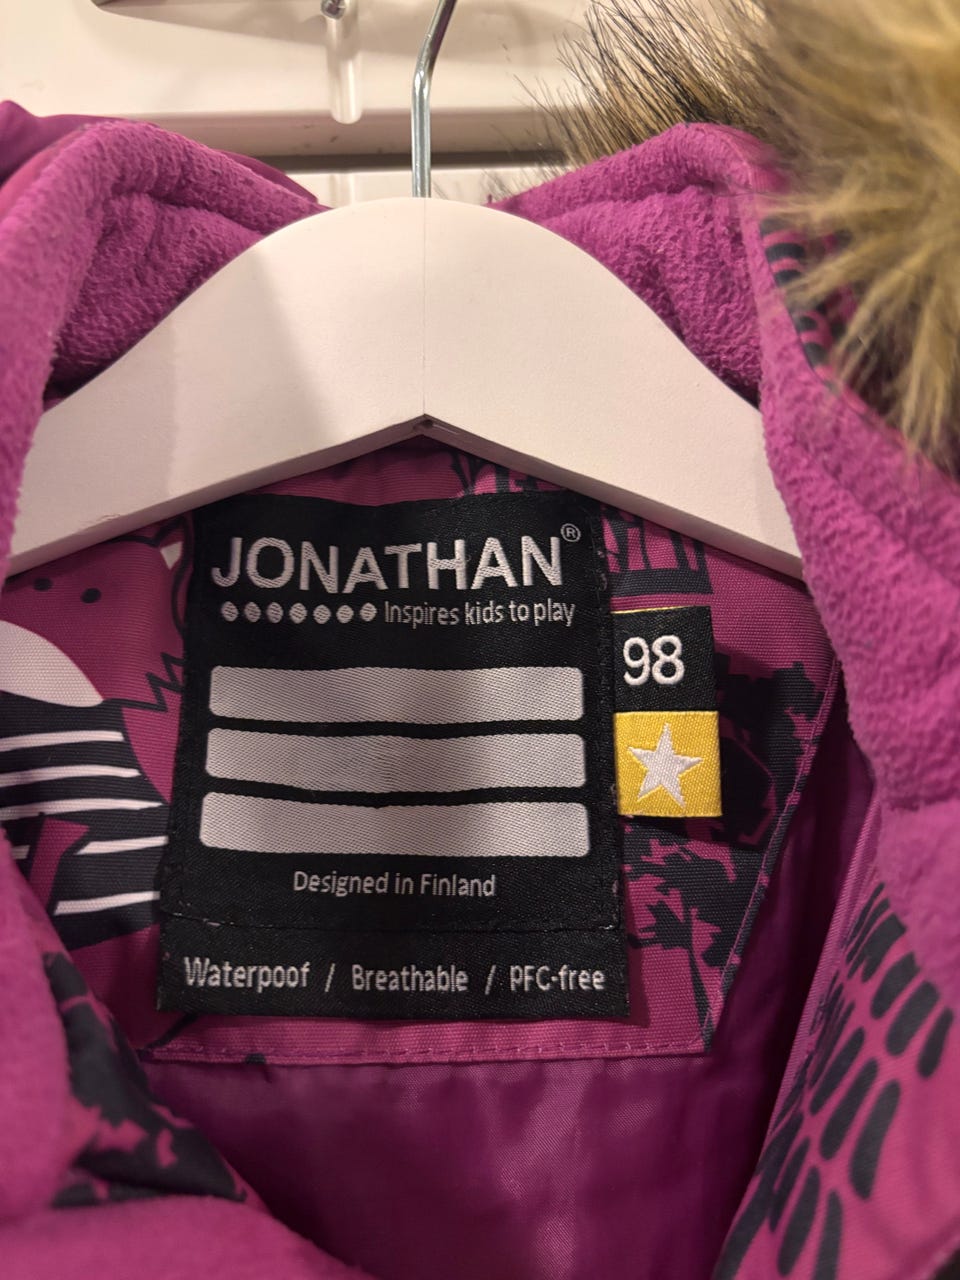 JONATHAN®
Inspires kids to play
98
Designed in Finland
Waterpoof / Breathable / PFC-free